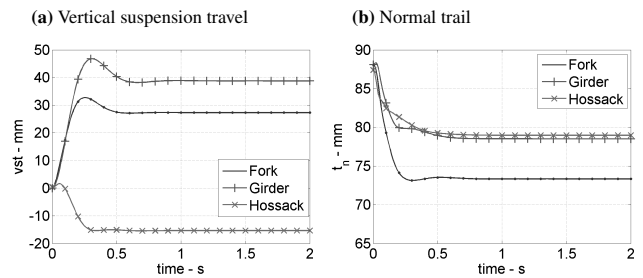 (a) Vertical suspension travel
50
40
30
20
10
0
-10
-20
vst - mm
0
0.5
1
1.5
2
time - s
Fork
Girder
Hossack
(b) Normal trail
90
85
80
75
70
65
t_n - mm
0
0.5
1
1.5
2
time - s
Fork
Girder
Hossack